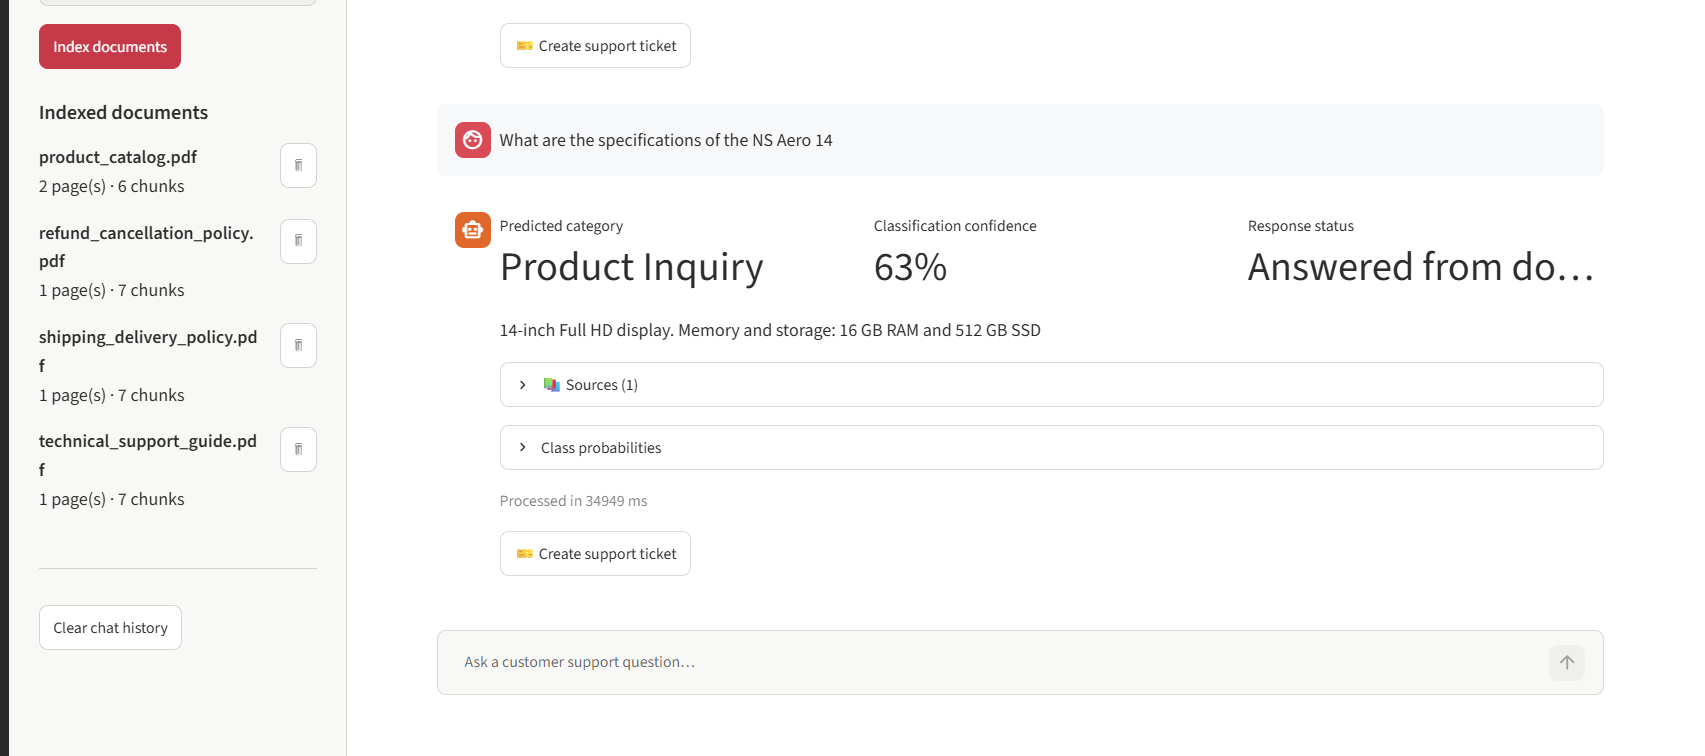 Index documents
Indexed documents
product_catalog.pdf
2 page(s) · 6 chunks
refund_cancellation_policy.
pdf
1 page(s) · 7 chunks
shipping_delivery_policy.pd
f
1 page(s) · 7 chunks
technical_support_guide.pd
f
1 page(s) · 7 chunks
Clear chat history
Create support ticket
What are the specifications of the NS Aero 14
Predicted category
Product Inquiry
Classification confidence
63%
Response status
Answered from do…
14-inch Full HD display. Memory and storage: 16 GB RAM and 512 GB SSD
Sources (1)
Class probabilities
Processed in 34949 ms
Create support ticket
Ask a customer support question…